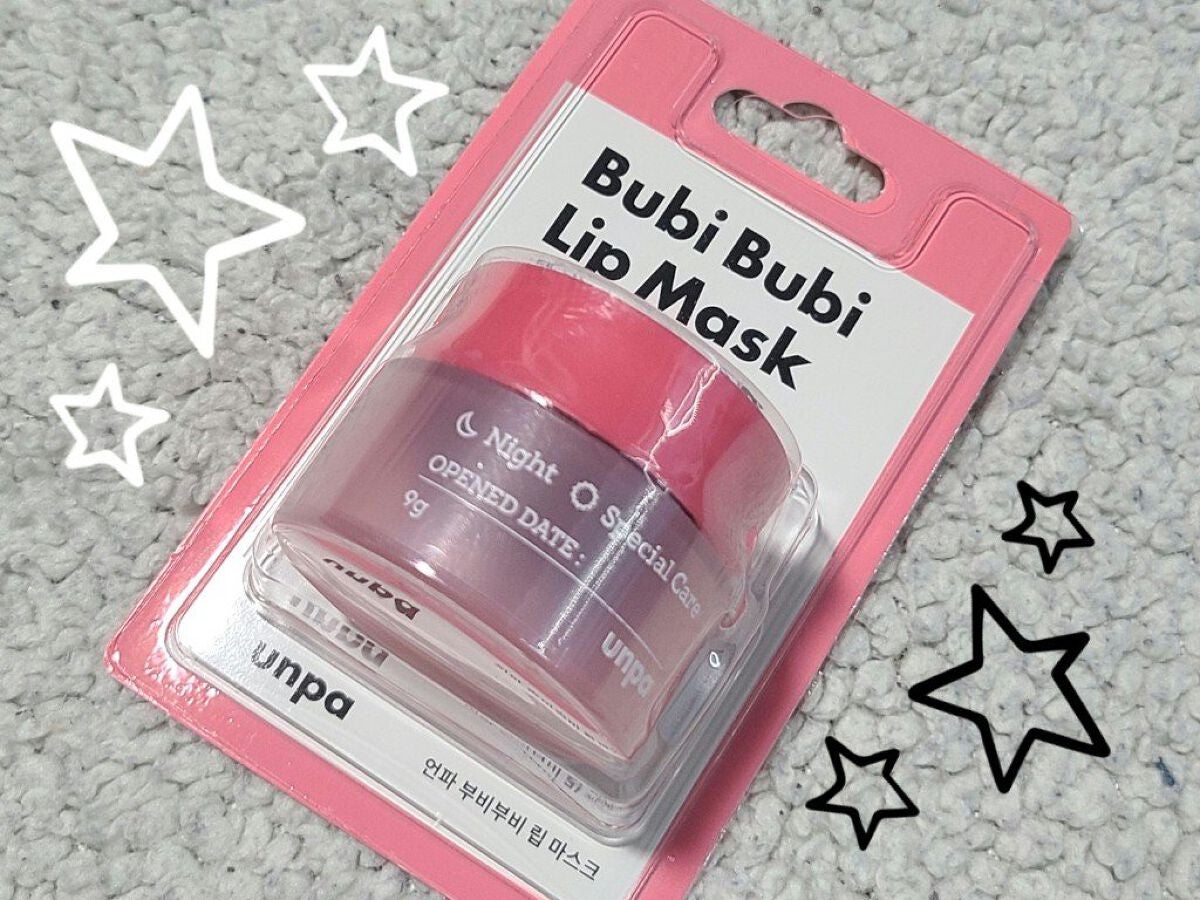 Bubi Bubi
Lip Mask
Night Special Care
OPENED DATE:
9g
unpa
unpa
언파 부비부비 립 마스크